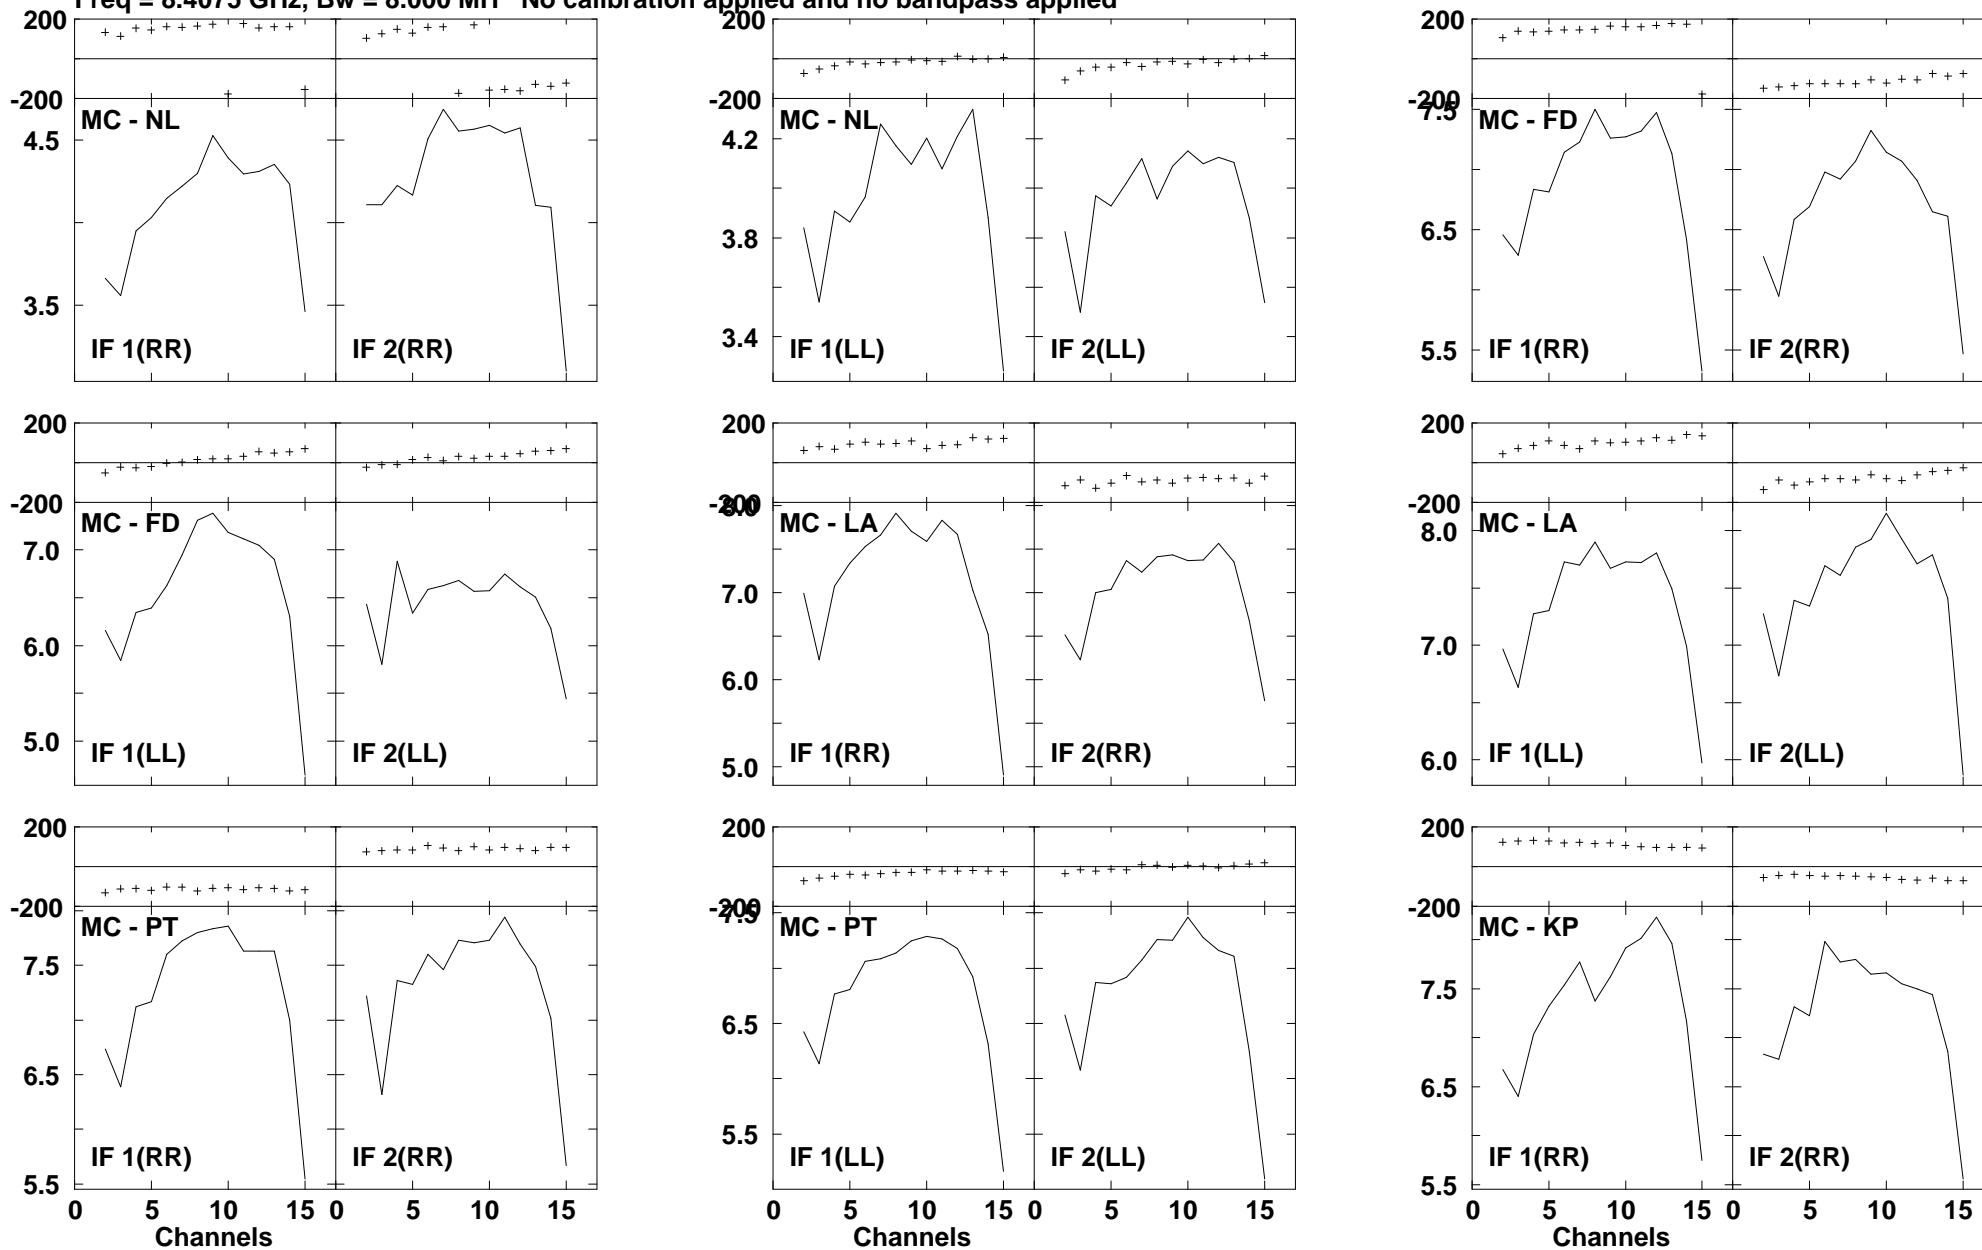 Freq = 8.4075 GHz, Bw = 8.000 MH No calibration applied and no bandpass applied
200 200 200
-200 -200 -200
MC - NL MC - NL MC - FD
4.5 4.2 7.5
3.8 6.5
3.5 3.4 5.5
IF 1(RR) IF 2(RR) IF 1(LL) IF 2(LL) IF 1(RR) IF 2(RR)
200 200 200
-200 -200 -200
MC - FD MC - LA MC - LA
7.0 8.0 8.0
6.0 7.0 7.0
5.0 6.0 6.0
5.0
IF 1(LL) IF 2(LL) IF 1(RR) IF 2(RR) IF 1(LL) IF 2(LL)
200 200 200
-200 -200 -200
MC - PT MC - PT MC - KP
7.5 7.5 7.5
6.5 6.5 6.5
5.5 5.5 5.5
IF 1(RR) IF 2(RR) IF 1(LL) IF 2(LL) IF 1(RR) IF 2(RR)
0 5 10 15 0 5 10 15 0 5 10 15 0 5 10 15 0 5 10 15 0 5 10 15
Channels Channels Channels